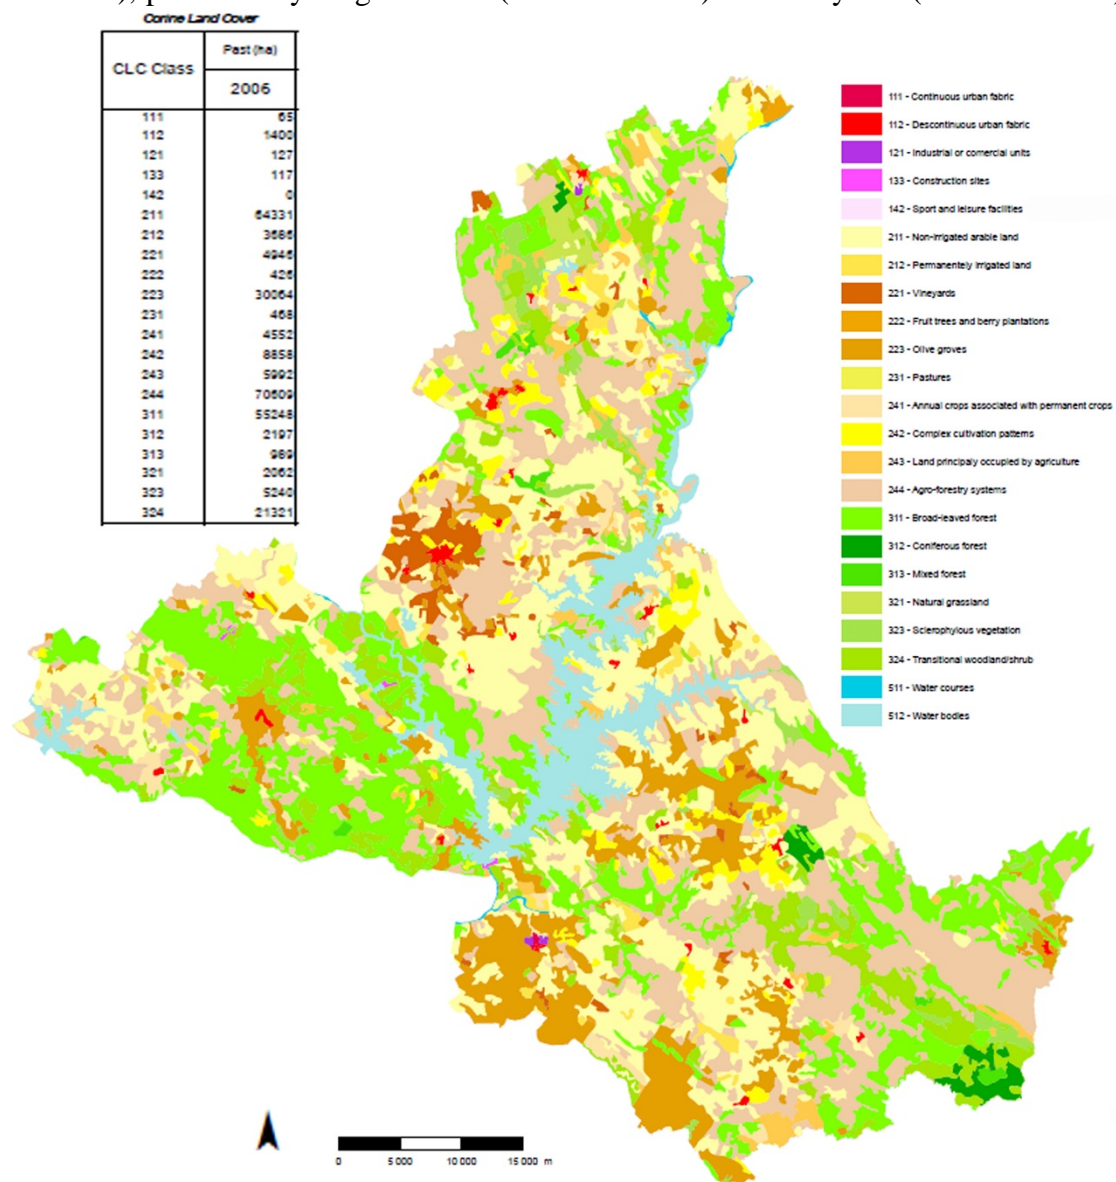 Corine Land Cover
CLC Class Past (ha)
2006
111 65
112 1400
121 127
133 117
142 0
211 64331
212 3686
221 4946
222 426
223 30064
231 468
241 4552
242 8858
243 5992
244 70609
311 55248
312 2197
313 989
321 2062
323 5240
324 21321
111 - Continuous urban fabric
112 - Descontinuous urban fabric
121 - Industrial or comercial units
133 - Construction sites
142 - Sport and leisure facilities
211 - Non-irrigated arable land
212 - Permanentely irrigated land
221 - Vineyards
222 - Fruit trees and berry plantations
223 - Olive groves
231 - Pastures
241 - Annual crops associated with permanent crops
242 - Complex cultivation patterns
243 - Land principaly occupied by agriculture
244 - Agro-forestry systems
311 - Broad-leaved forest
312 - Coniferous forest
313 - Mixed forest
321 - Natural grassland
323 - Sclerophylous vegetation
324 - Transitional woodland/shrub
511 - Water courses
512 - Water bodies
0 5 000 10 000 15 000 m